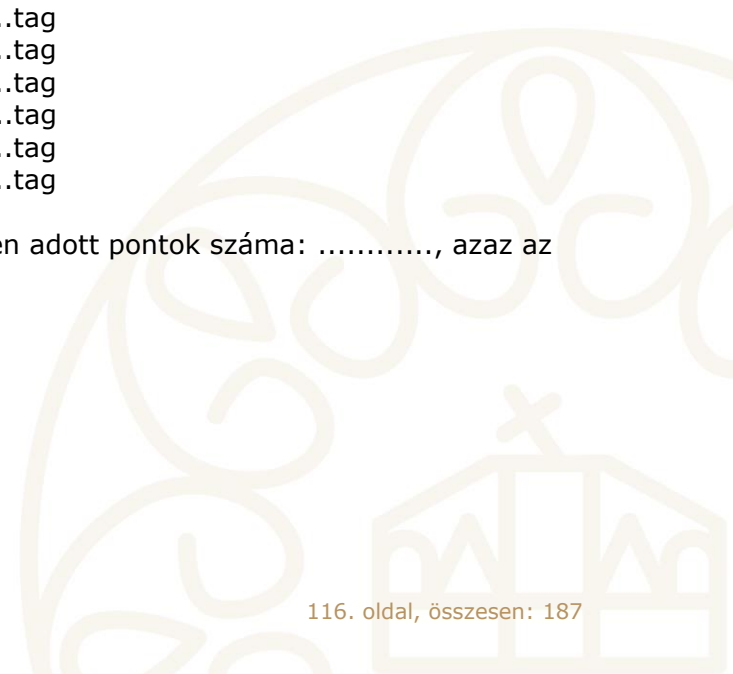 ..tag
..tag
..tag
..tag
..tag
..tag
en adott pontok száma: ............, azaz az
116. oldal, összesen: 187